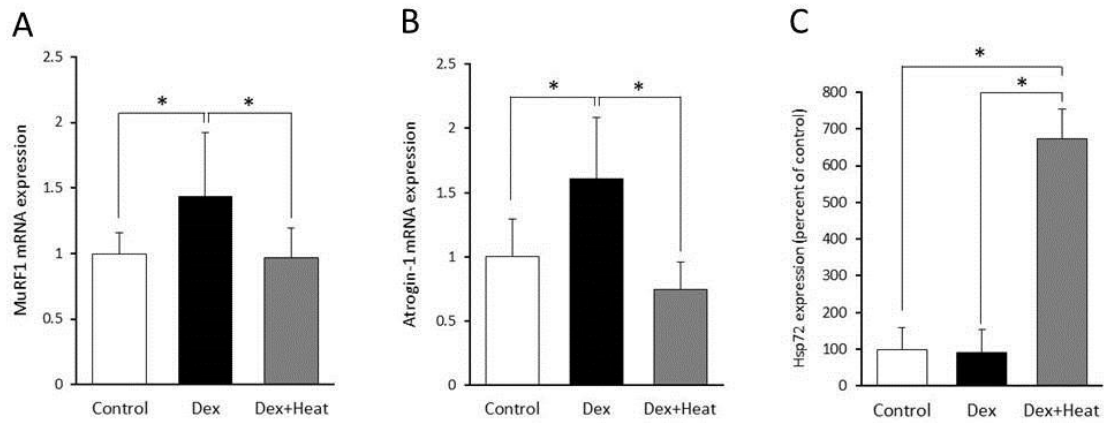 A
MuRF1 mRNA expression
2.5
2
1.5
1
0.5
0
*
*
Control
Dex
Dex+Heat
B
Atrogin-1 mRNA expression
2.5
2
1.5
1
0.5
0
*
*
Control
Dex
Dex+Heat
C
Hsp72 expression (percent of control)
800
700
600
500
400
300
200
100
0
*
*
Control
Dex
Dex+Heat